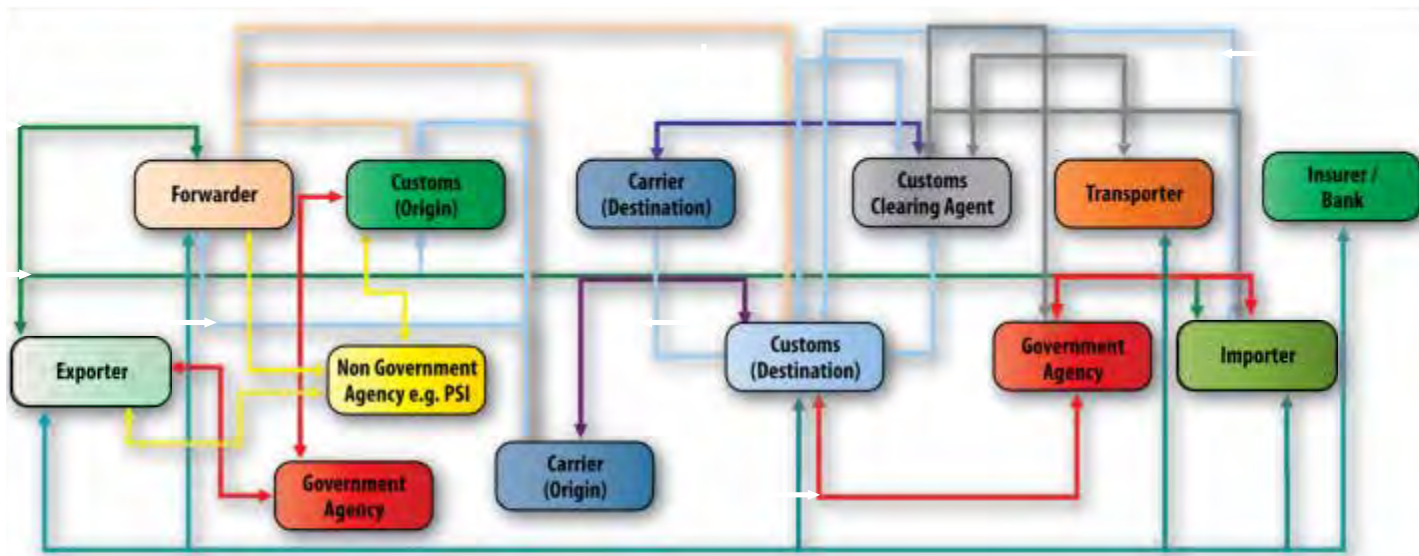 Forwarder
Customs
(Origin)
Carrier
(Destination)
Customs
Clearing Agent
Transporter
Insurer /
Bank
Exporter
Non Government
Agency e.g. PSI
Customs
(Destination)
Government
Agency
Importer
Government
Agency
Carrier
(Origin)